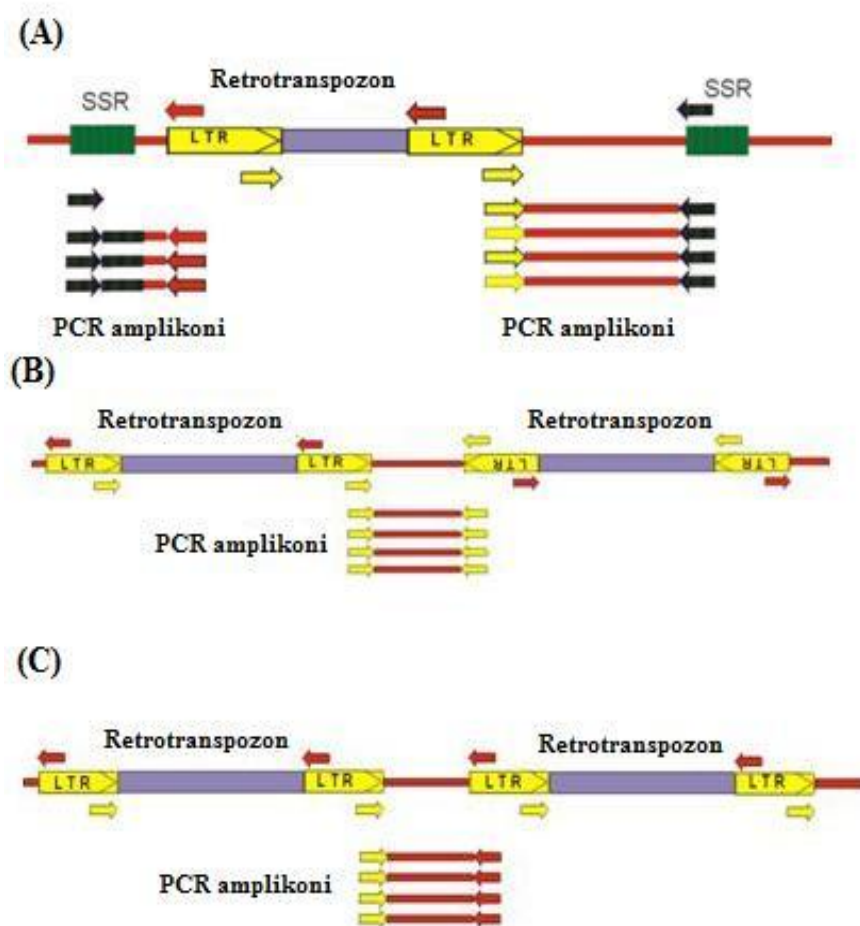 (A)
Retrotranspozon
SSR
SSR
LTR
LTR
PCR amplikoni
PCR amplikoni
(B)
Retrotranspozon
Retrotranspozon
LTR
LTR
LTR
LTR
PCR amplikoni
(C)
Retrotranspozon
Retrotranspozon
LTR
LTR
LTR
LTR
PCR amplikoni